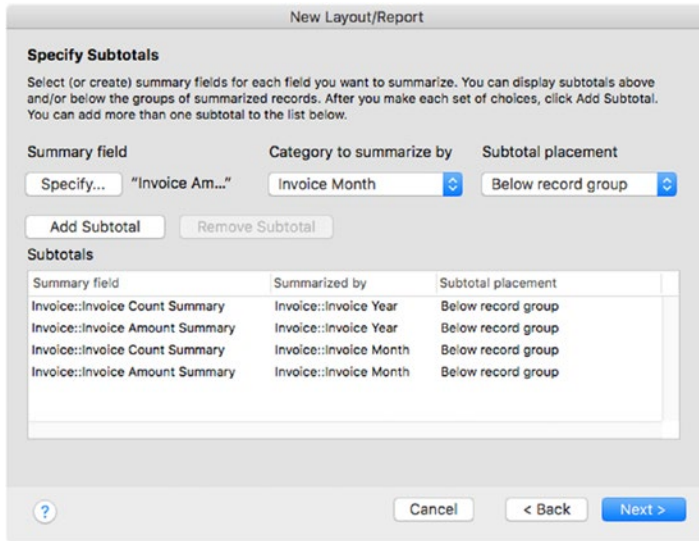 New Layout/Report
Specify Subtotals
Select (or create) summary fields for each field you want to summarize. You can display subtotals above
and/or below the groups of summarized records. After you make each set of choices, click Add Subtotal.
You can add more than one subtotal to the list below.
Summary field Category to summarize by Subtotal placement
Specify... "Invoice Am..." Invoice Month Below record group
Add Subtotal Remove Subtotal
Subtotals
Summary field Summarized by Subtotal placement
Invoice::Invoice Count Summary Invoice::Invoice Year Below record group
Invoice::Invoice Amount Summary Invoice::Invoice Year Below record group
Invoice::Invoice Count Summary Invoice::Invoice Month Below record group
Invoice::Invoice Amount Summary Invoice::Invoice Month Below record group
? Cancel < Back Next >